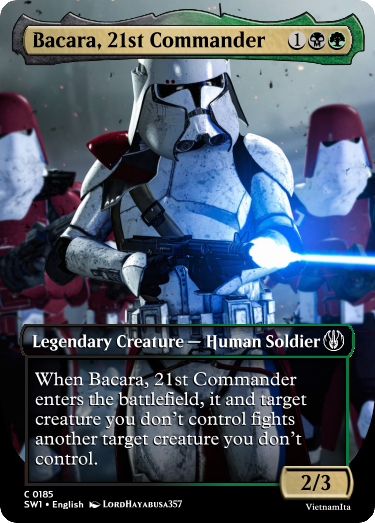 Bacara, 21st Commander 1
Legendary Creature — Human Soldier
When Bacara, 21st Commander
enters the battlefield, it and target
creature you don't control fights
another target creature you don't
control.
2/3
C 0185
SW1 • English LordHayabusa357
VietnamIta